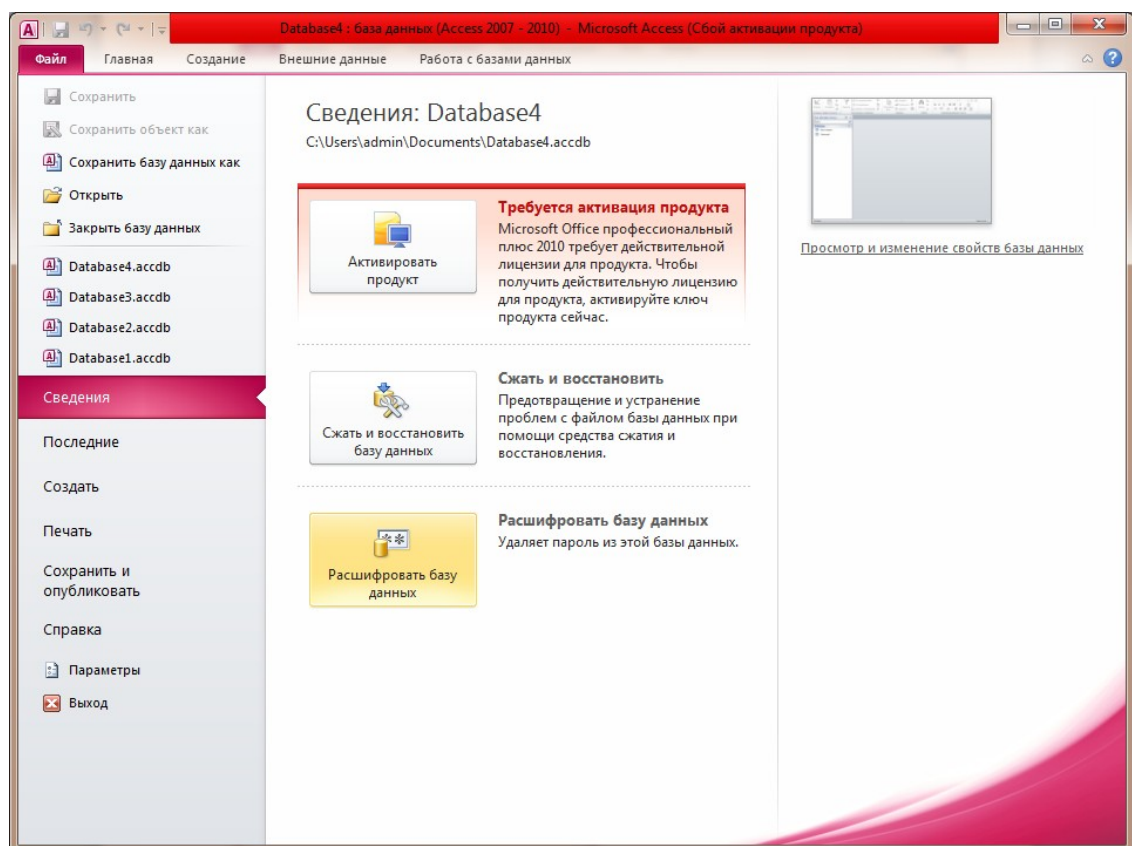 Database4 : база данных (Access 2007 - 2010) - Microsoft Access (Сбой активации продукта)
Файл Главная Создание Внешние данные Работа с базами данных
Сохранить
Сохранить объект как
Сохранить базу данных как
Открыть
Закрыть базу данных
Database4.accdb
Database3.accdb
Database2.accdb
Database1.accdb
Сведения
Последние
Создать
Печать
Сохранить и
опубликовать
Справка
Параметры
Выход
Сведения: Database4
C:\Users\admin\Documents\Database4.accdb
Активировать
продукт
Требуется активация продукта
Microsoft Office профессиональный
плюс 2010 требует действительной
лицензии для продукта. Чтобы
получить действительную лицензию
для продукта, активируйте ключ
продукта сейчас.
Сжать и восстановить
базу данных
Сжать и восстановить
Предотвращение и устранение
проблем с файлом базы данных при
помощи средства сжатия и
восстановления.
Расшифровать базу
данных
Расшифровать базу данных
Удаляет пароль из этой базы данных.
Просмотр и изменение свойств базы данных